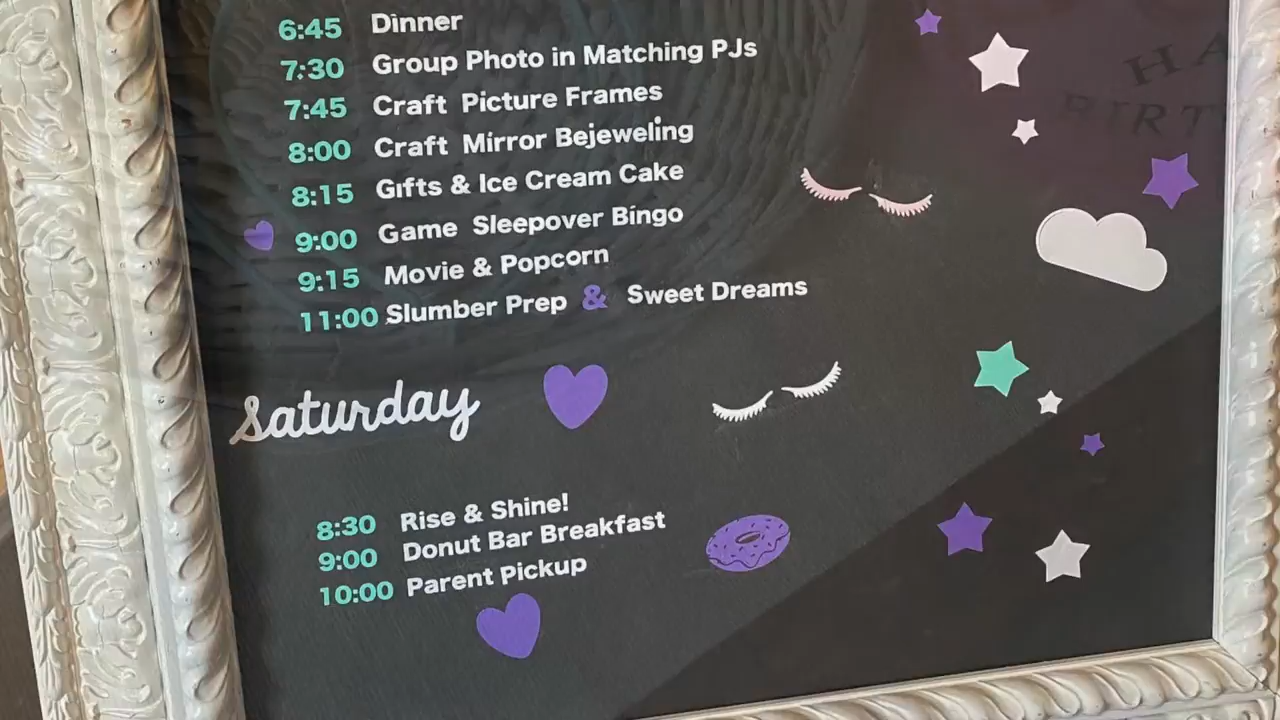 6:45 Dinner
7:30 Group Photo in Matching PJs
7:45 Craft Picture Frames
8:00 Craft Mirror Bejeweling
8:15 Gifts & Ice Cream Cake
9:00 Game Sleepover Bingo
9:15 Movie & Popcorn
11:00 Slumber Prep & Sweet Dreams
Saturday
8:30 Rise & Shine!
9:00 Donut Bar Breakfast
10:00 Parent Pickup